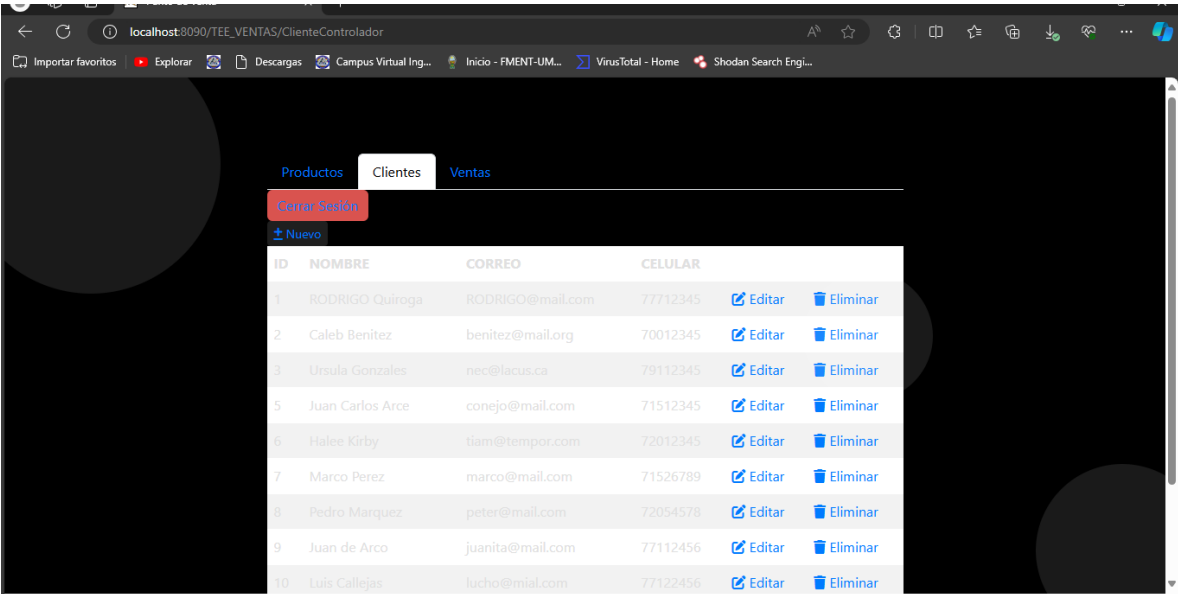 localhost:8090/TEE_VENTAS/ClienteControlador
Importar favoritos Explorar Descargas Campus Virtual Ing... Inicio - FMENT-UM... VirusTotal - Home Shodan Search Engi...
Productos Clientes Ventas
Cerrar Sesión
Nuevo
ID NOMBRE CORREO CELULAR
1 RODRIGO Quiroga RODRIGO@mail.com 77712345 Editar Eliminar
2 Caleb Benitez benitez@mail.org 70012345 Editar Eliminar
3 Ursula Gonzales nec@lacus.ca 79112345 Editar Eliminar
5 Juan Carlos Arce conejo@mail.com 71512345 Editar Eliminar
6 Halee Kirby tiam@tempor.com 72012345 Editar Eliminar
7 Marco Perez marco@mail.com 71526789 Editar Eliminar
8 Pedro Marquez peter@mail.com 72054578 Editar Eliminar
9 Juan de Arco juanita@mail.com 77112456 Editar Eliminar
10 Luis Callejas lucho@mial.com 77122456 Editar Eliminar